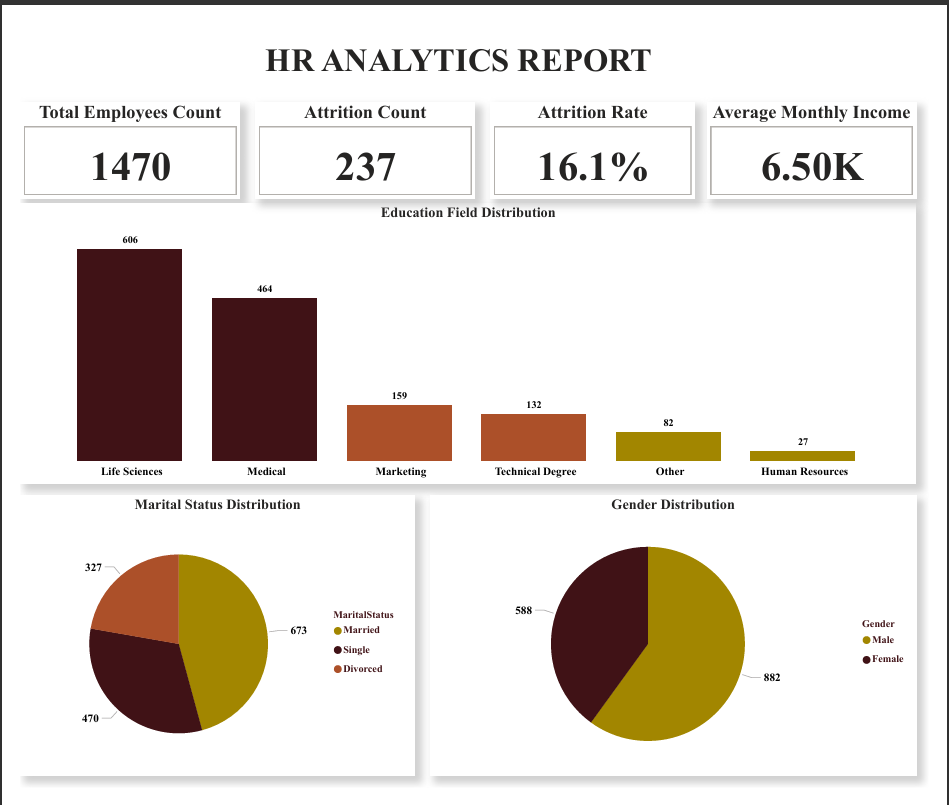 HR ANALYTICS REPORT
Total Employees Count
1470
Attrition Count
237
Attrition Rate
16.1%
Average Monthly Income
6.50K
Education Field Distribution
606
464
159
132
82
27
Life Sciences
Medical
Marketing
Technical Degree
Other
Human Resources
Marital Status Distribution
327
673
470
MaritalStatus
Married
Single
Divorced
Gender Distribution
588
882
Gender
Male
Female